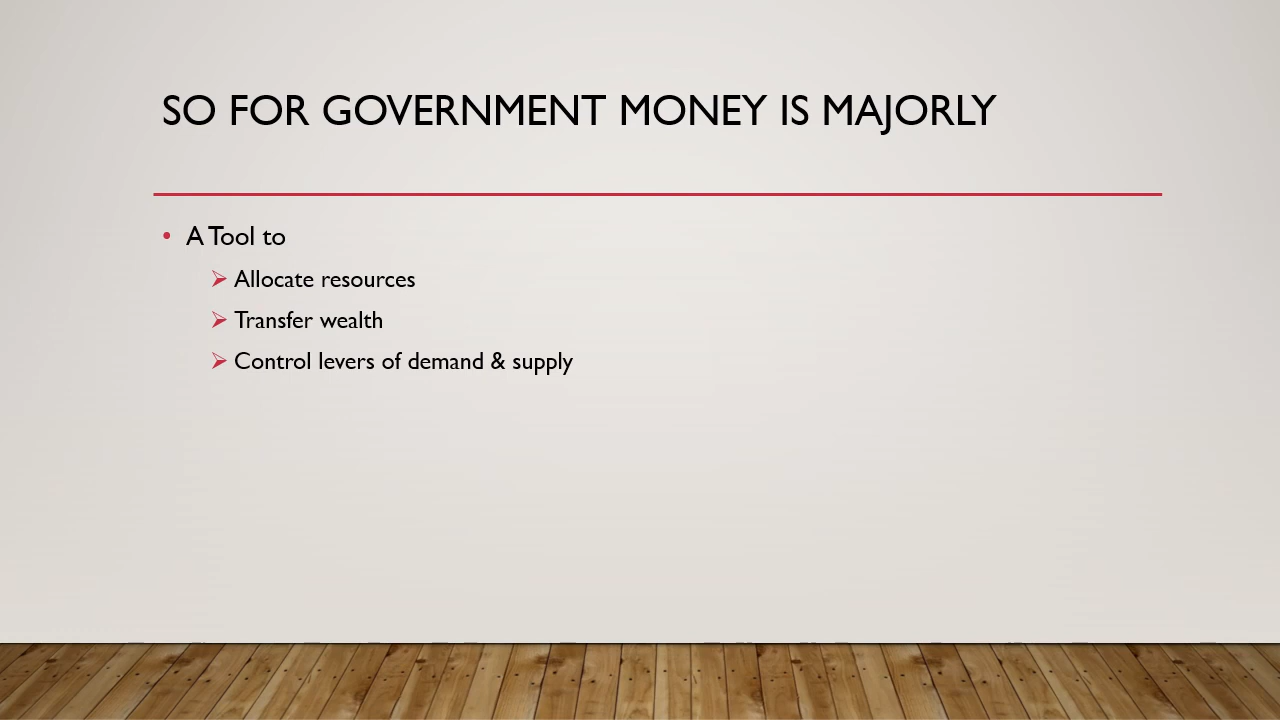 SO FOR GOVERNMENT MONEY IS MAJORLY
• A Tool to
➢ Allocate resources
➢ Transfer wealth
➢ Control levers of demand & supply